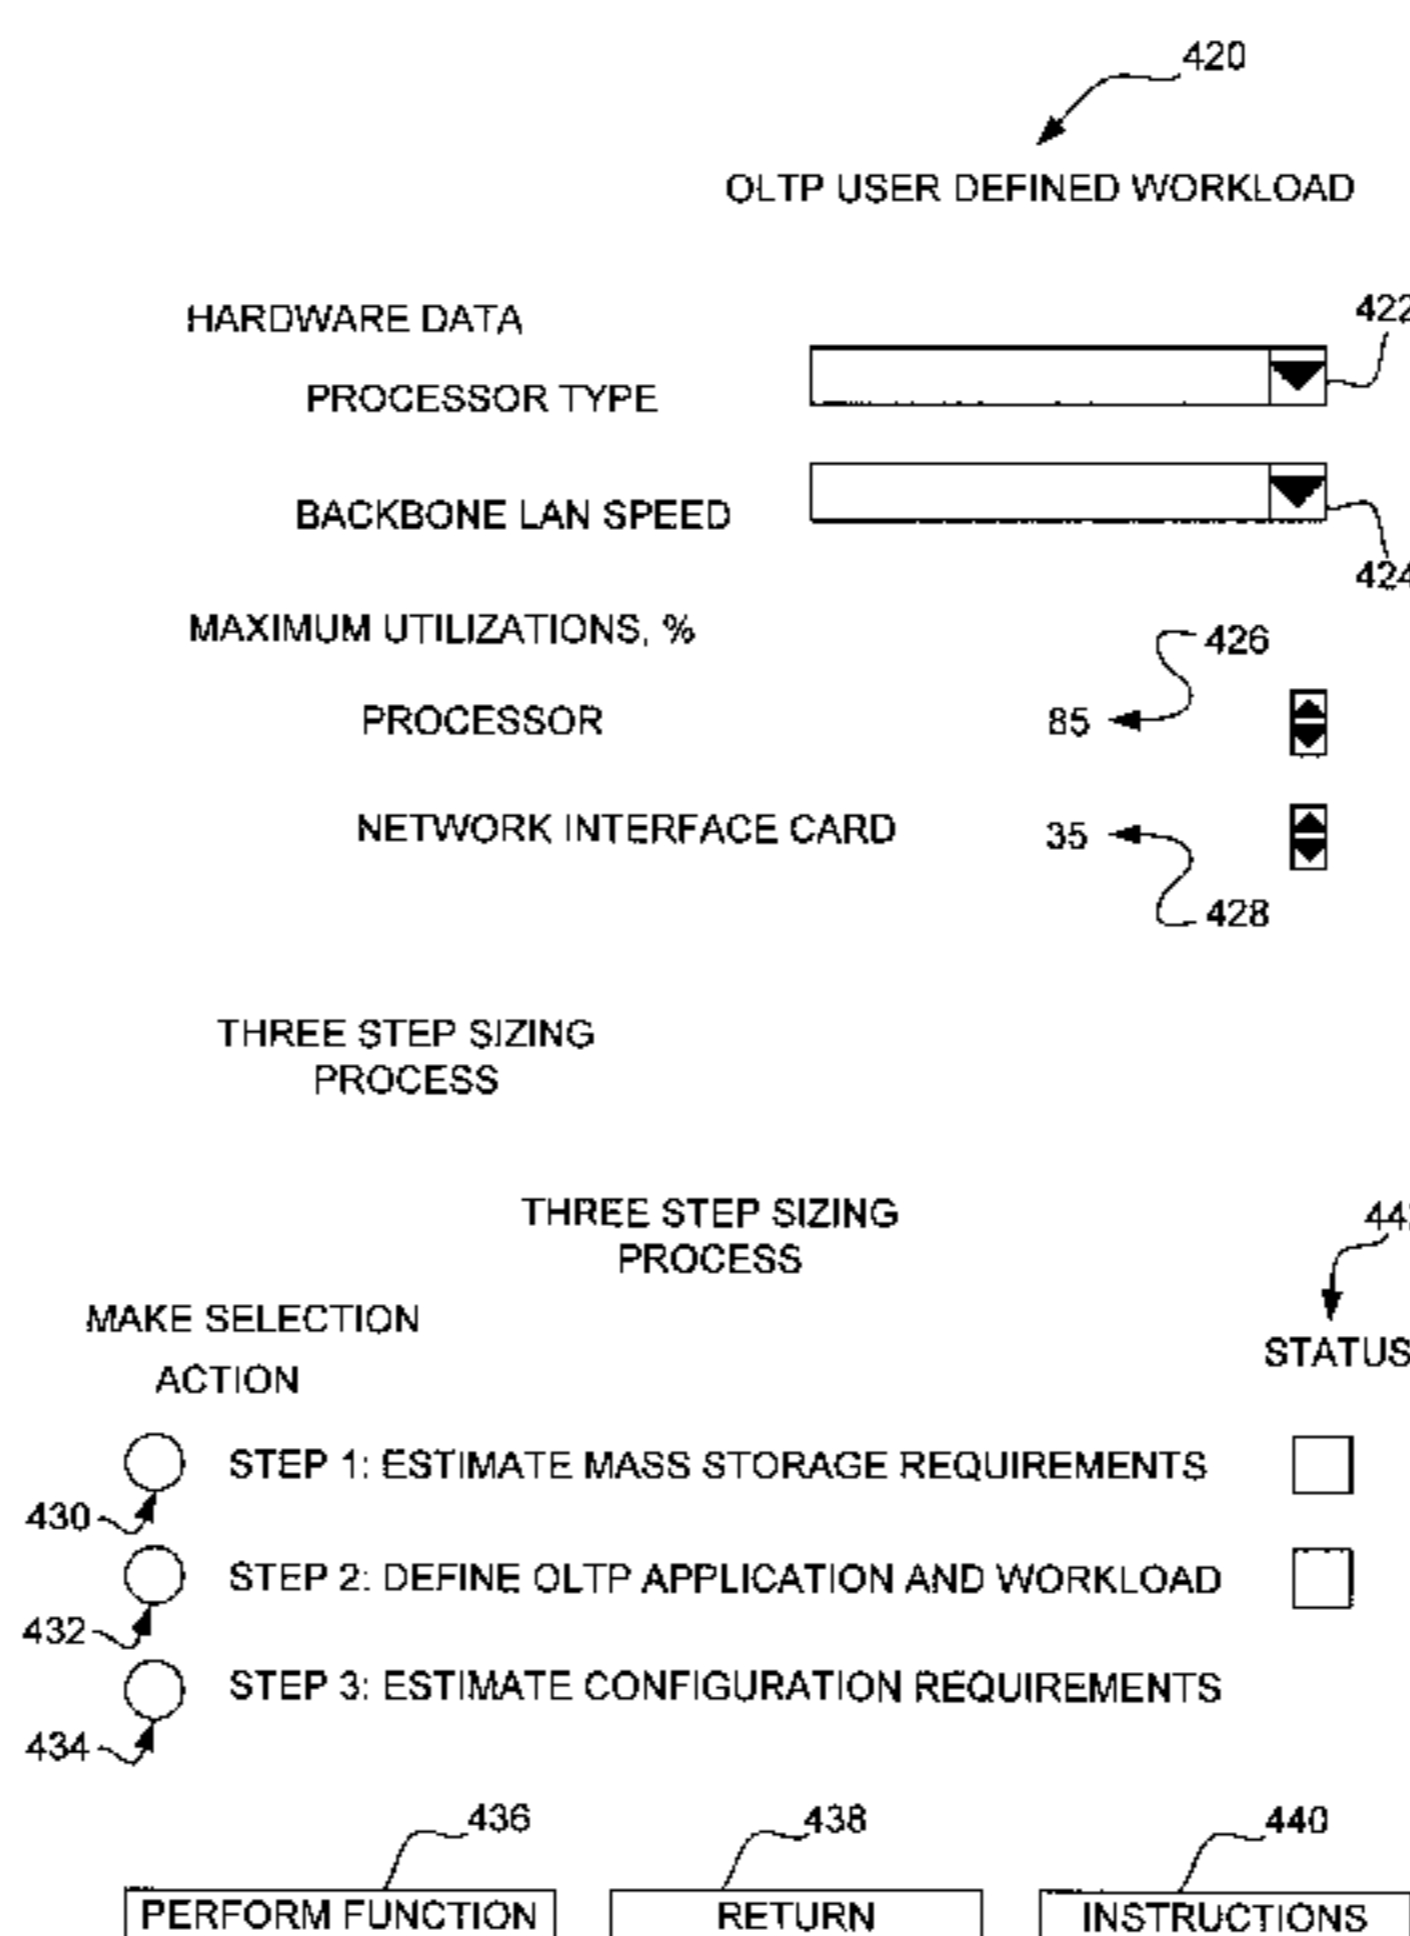 420
OLTP USER DEFINED WORKLOAD
HARDWARE DATA
422
PROCESSOR TYPE
BACKBONE LAN SPEED
424
MAXIMUM UTILIZATIONS, %
426
PROCESSOR 85
NETWORK INTERFACE CARD 35
428
THREE STEP SIZING
PROCESS
THREE STEP SIZING
PROCESS
MAKE SELECTION
STATUS
ACTION
STEP 1: ESTIMATE MASS STORAGE REQUIREMENTS
430
STEP 2: DEFINE OLTP APPLICATION AND WORKLOAD
432
STEP 3: ESTIMATE CONFIGURATION REQUIREMENTS
434
436 438 440
PERFORM FUNCTION RETURN INSTRUCTIONS